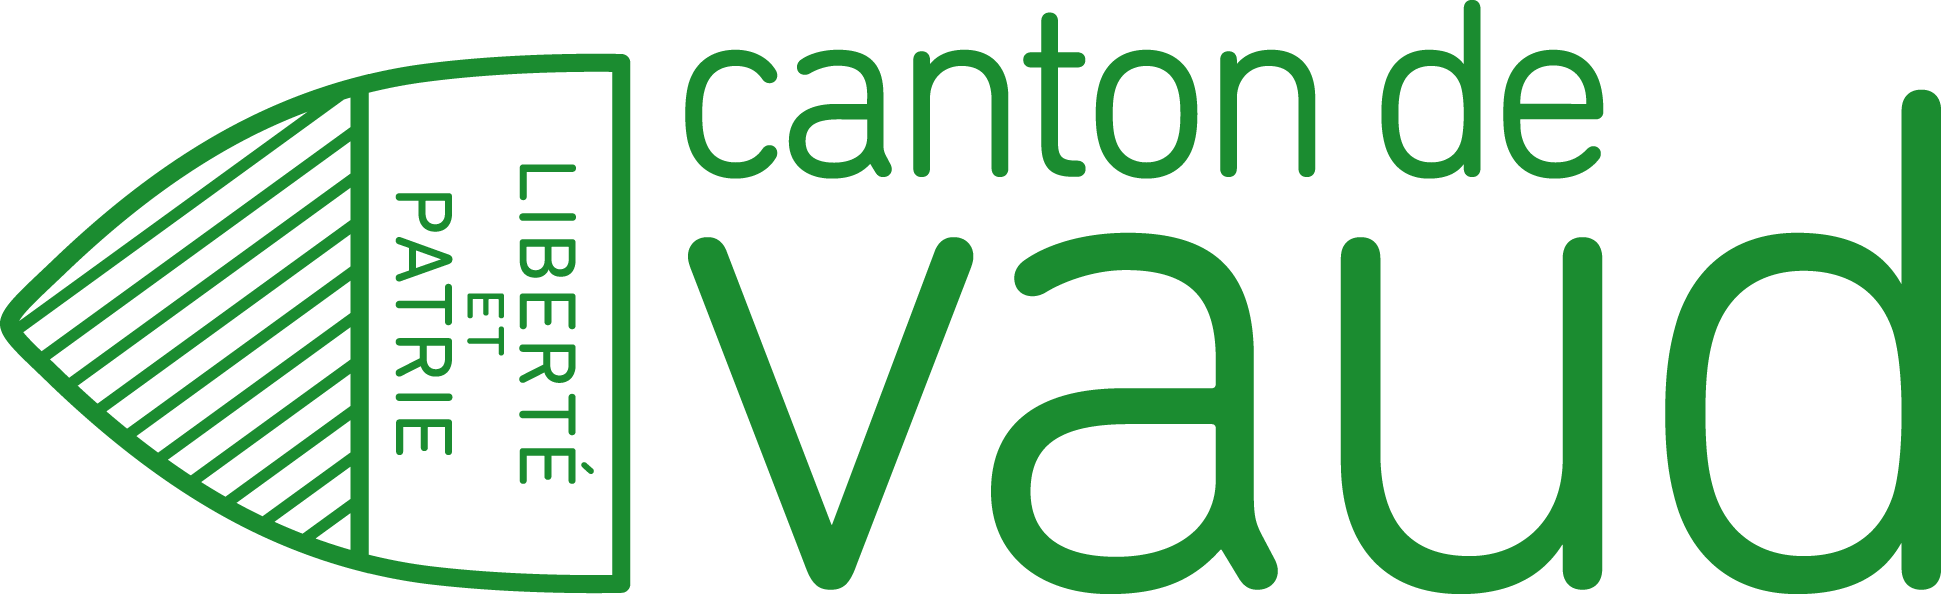 LIBERTÉ
ET
PATRIE
canton de
vaud